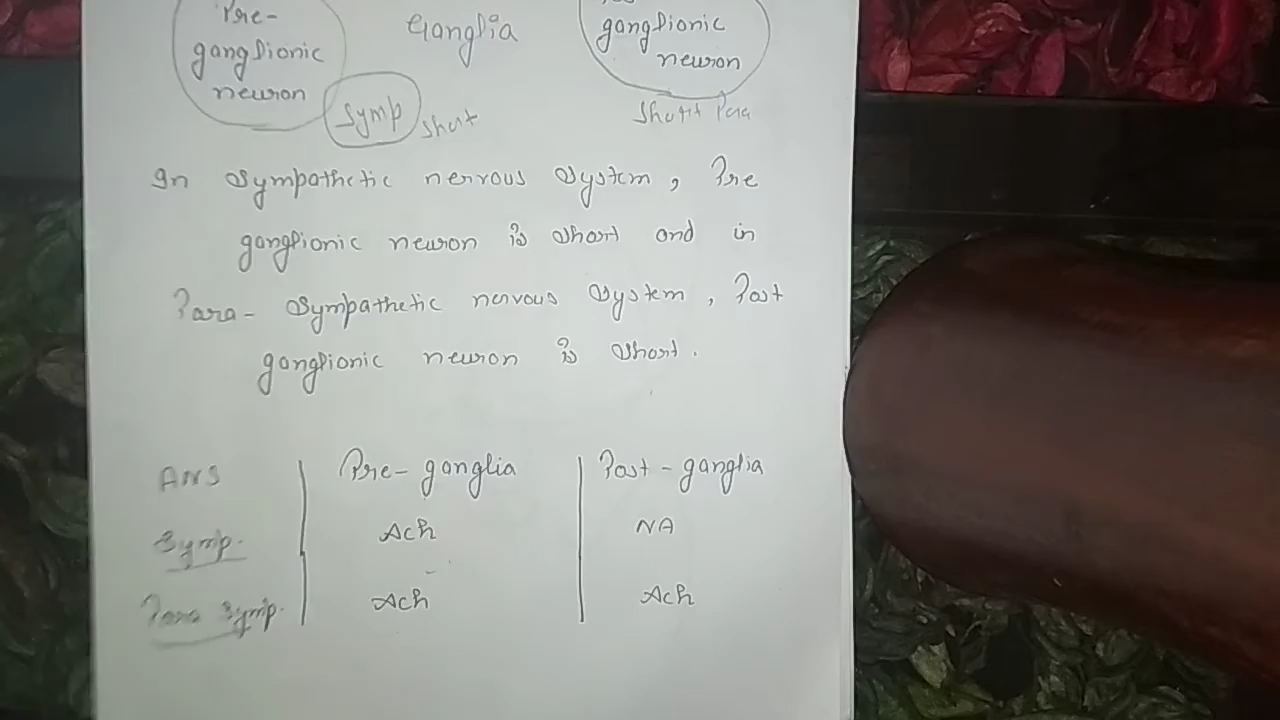 Pre-
ganglionic
neuron
Ganglia
ganglionic
neuron
Symp
Short
Short Para
In Sympathetic nervous System, Pre
ganglionic neuron is short and in
Para- Sympathetic nervous System, Post
ganglionic neuron is short.
ANS Pre-ganglia Post-ganglia
Symp. Ach NA
Para Symp. Ach Ach